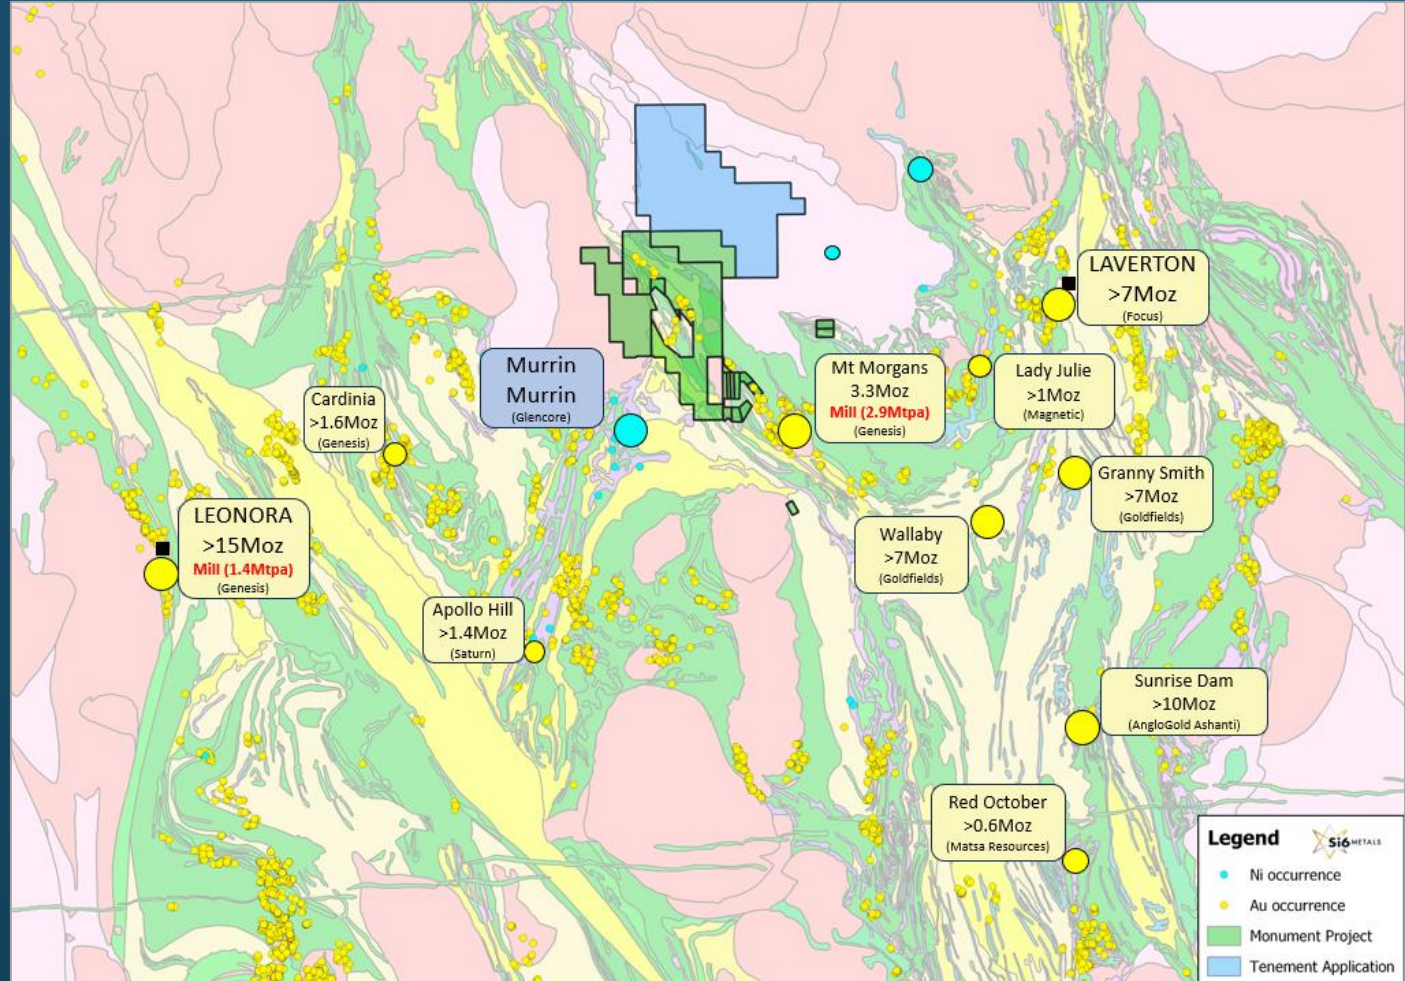 LAVERTON
>7Moz
(Focus)
Murrin
Murrin
(Glencore)
Mt Morgans
3.3Moz
Mill (2.9Mtpa)
(Genesis)
Lady Julie
>1Moz
(Magnetic)
Cardinia
>1.6Moz
(Genesis)
Granny Smith
>7Moz
(Goldfields)
LEONORA
>15Moz
Mill (1.4Mtpa)
(Genesis)
Wallaby
>7Moz
(Goldfields)
Apollo Hill
>1.4Moz
(Saturn)
Sunrise Dam
>10Moz
(AngloGold Ashanti)
Red October
>0.6Moz
(Matsa Resources)
Legend
Si6 METALS
Ni occurrence
Au occurrence
Monument Project
Tenement Application